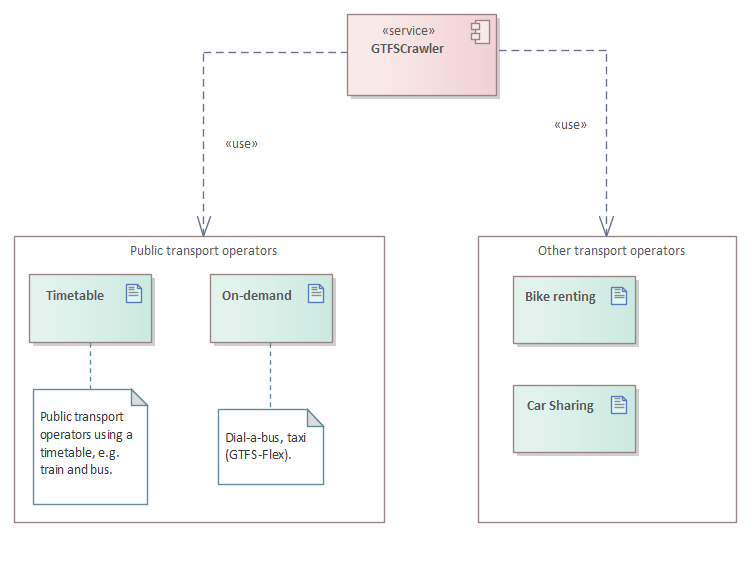 «service»
GTFSCrawler
«use»
«use»
Public transport operators
Other transport operators
Timetable
On-demand
Bike renting
Public transport
operators using a
timetable, e.g.
train and bus.
Dial-a-bus, taxi
(GTFS-Flex).
Car Sharing